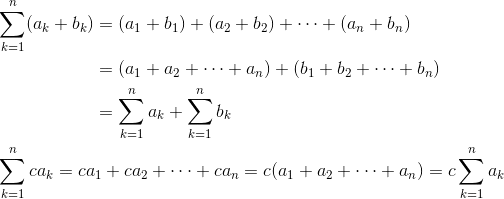 \sum_{k=1}^{n}(a_k + b_k) = (a_1 + b_1) + (a_2 + b_2) + \cdots + (a_n + b_n)
= (a_1 + a_2 + \cdots + a_n) + (b_1 + b_2 + \cdots + b_n)
= \sum_{k=1}^{n} a_k + \sum_{k=1}^{n} b_k
\sum_{k=1}^{n} ca_k = ca_1 + ca_2 + \cdots + ca_n = c(a_1 + a_2 + \cdots + a_n) = c\sum_{k=1}^{n} a_k